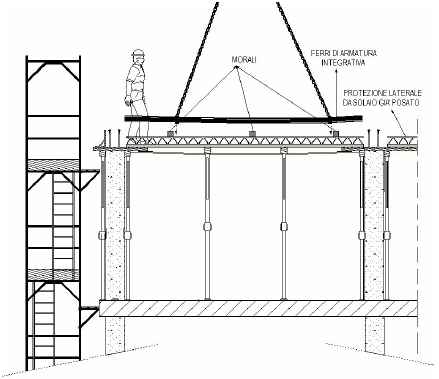 FERRI DI ARMATURA
INTEGRATIVA
MORALI
PROTEZIONE LATERALE
DA SOLAIO GIA' POSATO